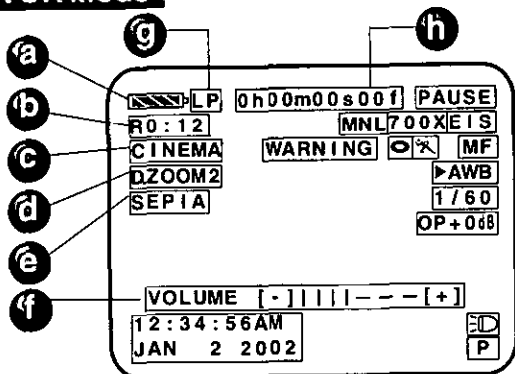 g h
a LP 0h00m00s00f PAUSE
b R0:12 MNL 700X EIS
c CINEMA WARNING MF
d D.ZOOM2 ▶AWB
e SEPIA 1/60
OP+0dB
f VOLUME [-]||||–––[+]
12:34:56AM
JAN 2 2002 P